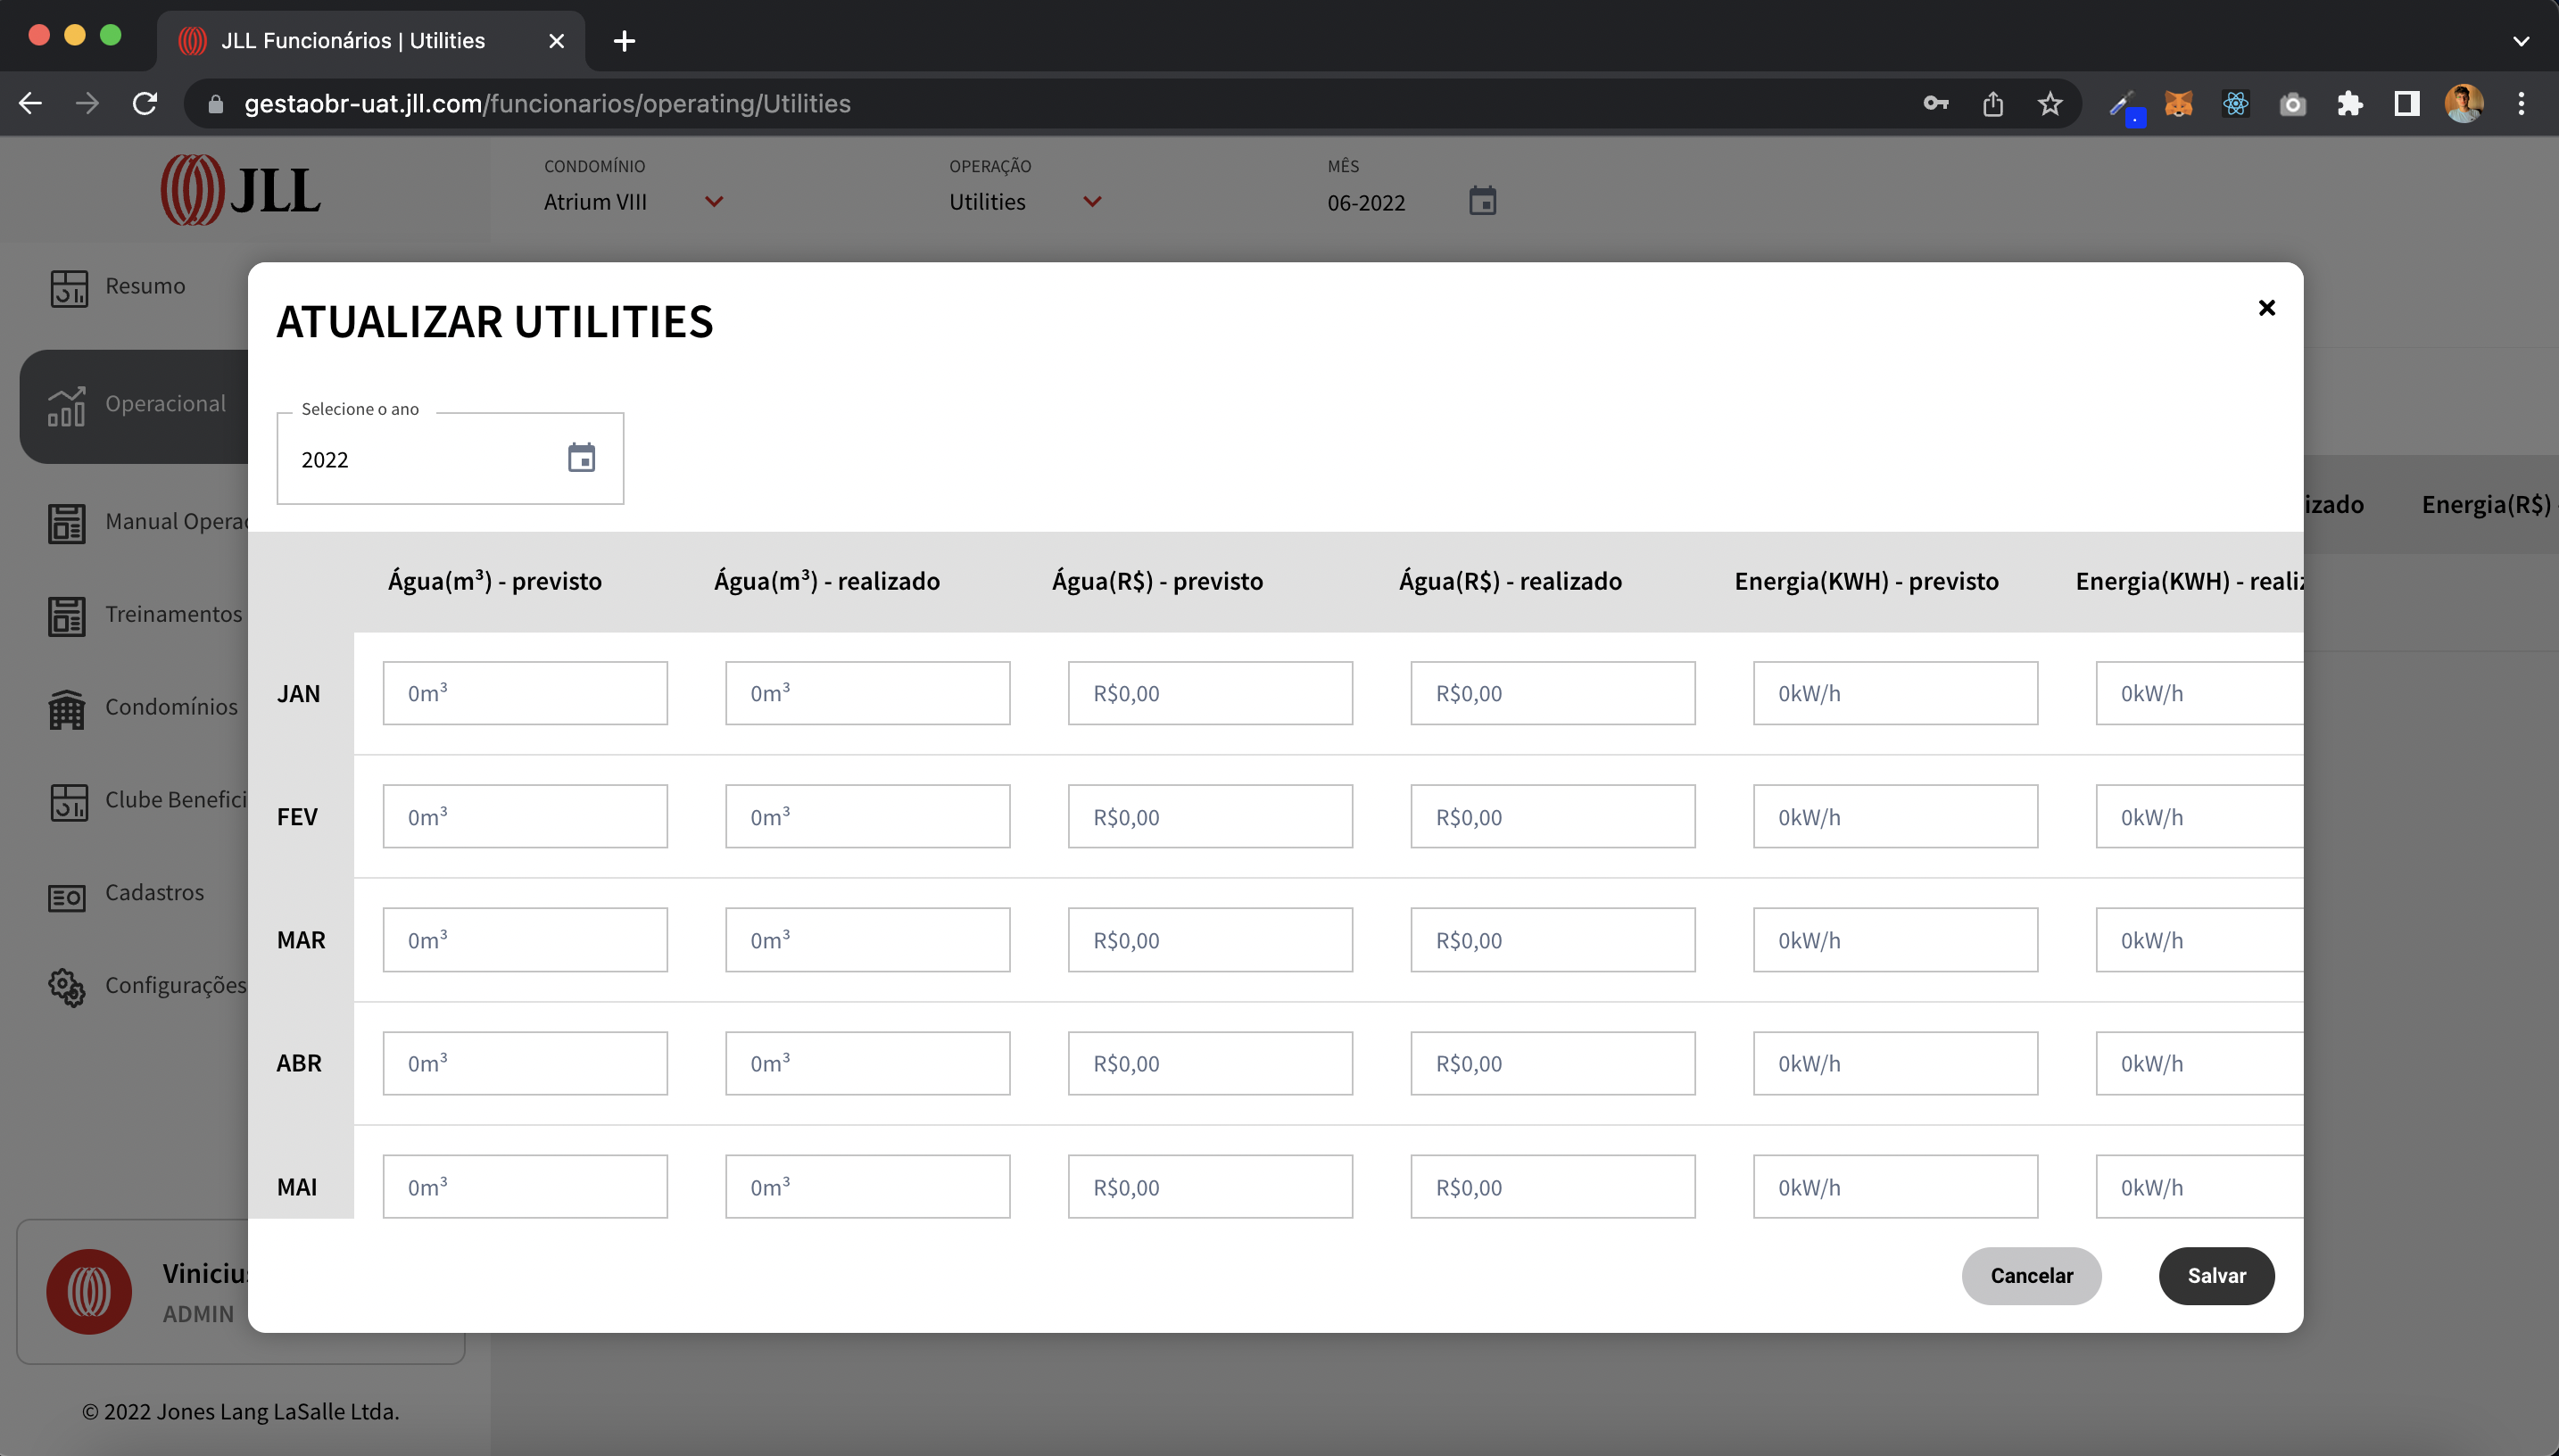 JLL Funcionários | Utilities
gestaobr-uat.jll.com/funcionarios/operating/Utilities
JLL
CONDOMÍNIO
Atrium VIII
OPERAÇÃO
Utilities
MÊS
06-2022
Resumo
Operacional
Manual Operac
Treinamentos
Condomínios
Clube Benefici
Cadastros
Configurações
Vinicius
ADMIN
© 2022 Jones Lang LaSalle Ltda.
izado Energia(R$) -
ATUALIZAR UTILITIES
Selecione o ano
2022
Água(m³) - previsto Água(m³) - realizado Água(R$) - previsto Água(R$) - realizado Energia(KWH) - previsto Energia(KWH) - realiz
JAN 0m³ 0m³ R$0,00 R$0,00 0kW/h 0kW/h
FEV 0m³ 0m³ R$0,00 R$0,00 0kW/h 0kW/h
MAR 0m³ 0m³ R$0,00 R$0,00 0kW/h 0kW/h
ABR 0m³ 0m³ R$0,00 R$0,00 0kW/h 0kW/h
MAI 0m³ 0m³ R$0,00 R$0,00 0kW/h 0kW/h
Cancelar Salvar